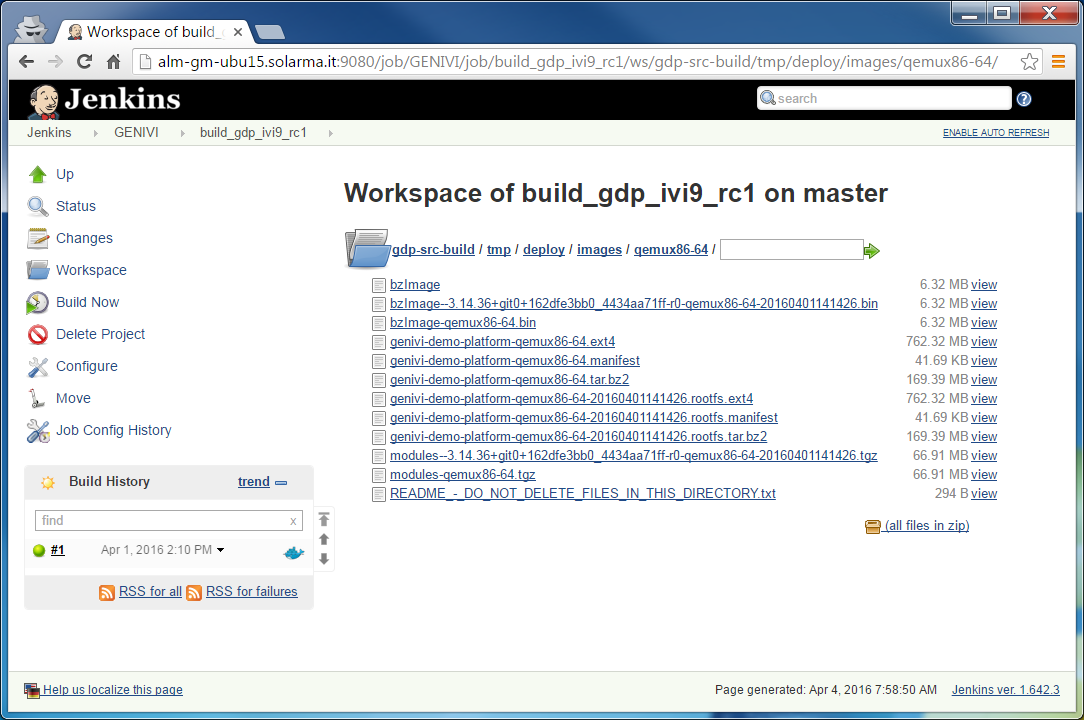 Workspace of build_
alm-gm-ubu15.solarma.it:9080/job/GENIVI/job/build_gdp_ivi9_rc1/ws/gdp-src-build/tmp/deploy/images/qemux86-64/
Jenkins
search
Jenkins GENIVI build_gdp_ivi9_rc1
ENABLE AUTO REFRESH
Up
Status
Changes
Workspace
Build Now
Delete Project
Configure
Move
Job Config History
Build History trend
find x
#1 Apr 1, 2016 2:10 PM
RSS for all RSS for failures
Workspace of build_gdp_ivi9_rc1 on master
gdp-src-build / tmp / deploy / images / qemux86-64 /
bzImage 6.32 MB view
bzImage--3.14.36+git0+162dfe3bb0_4434aa71ff-r0-qemux86-64-20160401141426.bin 6.32 MB view
bzImage-qemux86-64.bin 6.32 MB view
genivi-demo-platform-qemux86-64.ext4 762.32 MB view
genivi-demo-platform-qemux86-64.manifest 41.69 KB view
genivi-demo-platform-qemux86-64.tar.bz2 169.39 MB view
genivi-demo-platform-qemux86-64-20160401141426.rootfs.ext4 762.32 MB view
genivi-demo-platform-qemux86-64-20160401141426.rootfs.manifest 41.69 KB view
genivi-demo-platform-qemux86-64-20160401141426.rootfs.tar.bz2 169.39 MB view
modules--3.14.36+git0+162dfe3bb0_4434aa71ff-r0-qemux86-64-20160401141426.tgz 66.91 MB view
modules-qemux86-64.tgz 66.91 MB view
README_-_DO_NOT_DELETE_FILES_IN_THIS_DIRECTORY.txt 294 B view
(all files in zip)
Help us localize this page
Page generated: Apr 4, 2016 7:58:50 AM Jenkins ver. 1.642.3